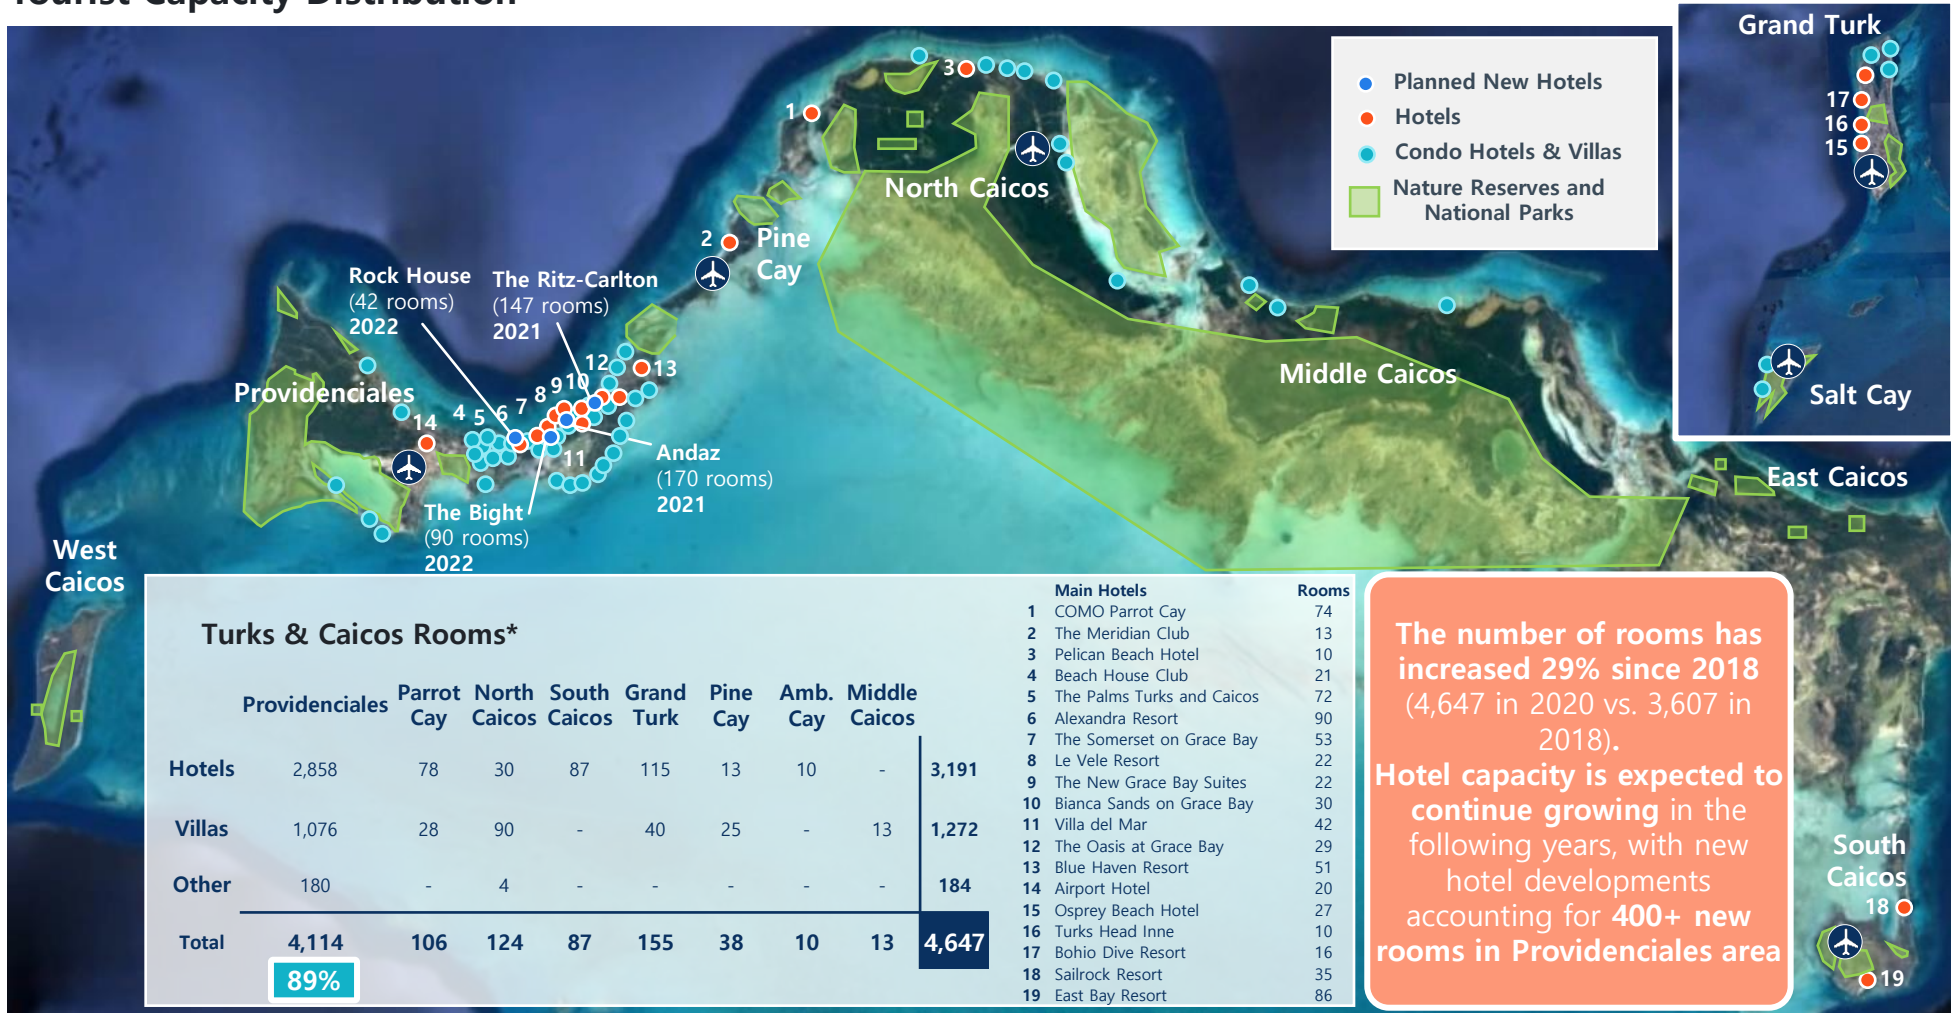 Tourist Capacity Distribution
Grand Turk
17
16
15
Salt Cay
Planned New Hotels
Hotels
Condo Hotels & Villas
Nature Reserves and
National Parks
3
1
North Caicos
2
Pine
Cay
Rock House
(42 rooms)
2022
The Ritz-Carlton
(147 rooms)
2021
12
13
9
10
8
7
Providenciales
4
5
6
14
11
Andaz
(170 rooms)
2021
The Bight
(90 rooms)
2022
Middle Caicos
East Caicos
West
Caicos
South
Caicos
18
19
Turks & Caicos Rooms*
Providenciales Parrot Cay North Caicos South Caicos Grand Turk Pine Cay Amb. Cay Middle Caicos
Hotels 2,858 78 30 87 115 13 10 - 3,191
Villas 1,076 28 90 - 40 25 - 13 1,272
Other 180 - 4 - - - - - 184
Total 4,114 106 124 87 155 38 10 13 4,647
89%
Main Hotels Rooms
1 COMO Parrot Cay 74
2 The Meridian Club 13
3 Pelican Beach Hotel 10
4 Beach House Club 21
5 The Palms Turks and Caicos 72
6 Alexandra Resort 90
7 The Somerset on Grace Bay 53
8 Le Vele Resort 22
9 The New Grace Bay Suites 22
10 Bianca Sands on Grace Bay 30
11 Villa del Mar 42
12 The Oasis at Grace Bay 29
13 Blue Haven Resort 51
14 Airport Hotel 20
15 Osprey Beach Hotel 27
16 Turks Head Inne 10
17 Bohio Dive Resort 16
18 Sailrock Resort 35
19 East Bay Resort 86
The number of rooms has
increased 29% since 2018
(4,647 in 2020 vs. 3,607 in
2018).
Hotel capacity is expected to
continue growing in the
following years, with new
hotel developments
accounting for 400+ new
rooms in Providenciales area